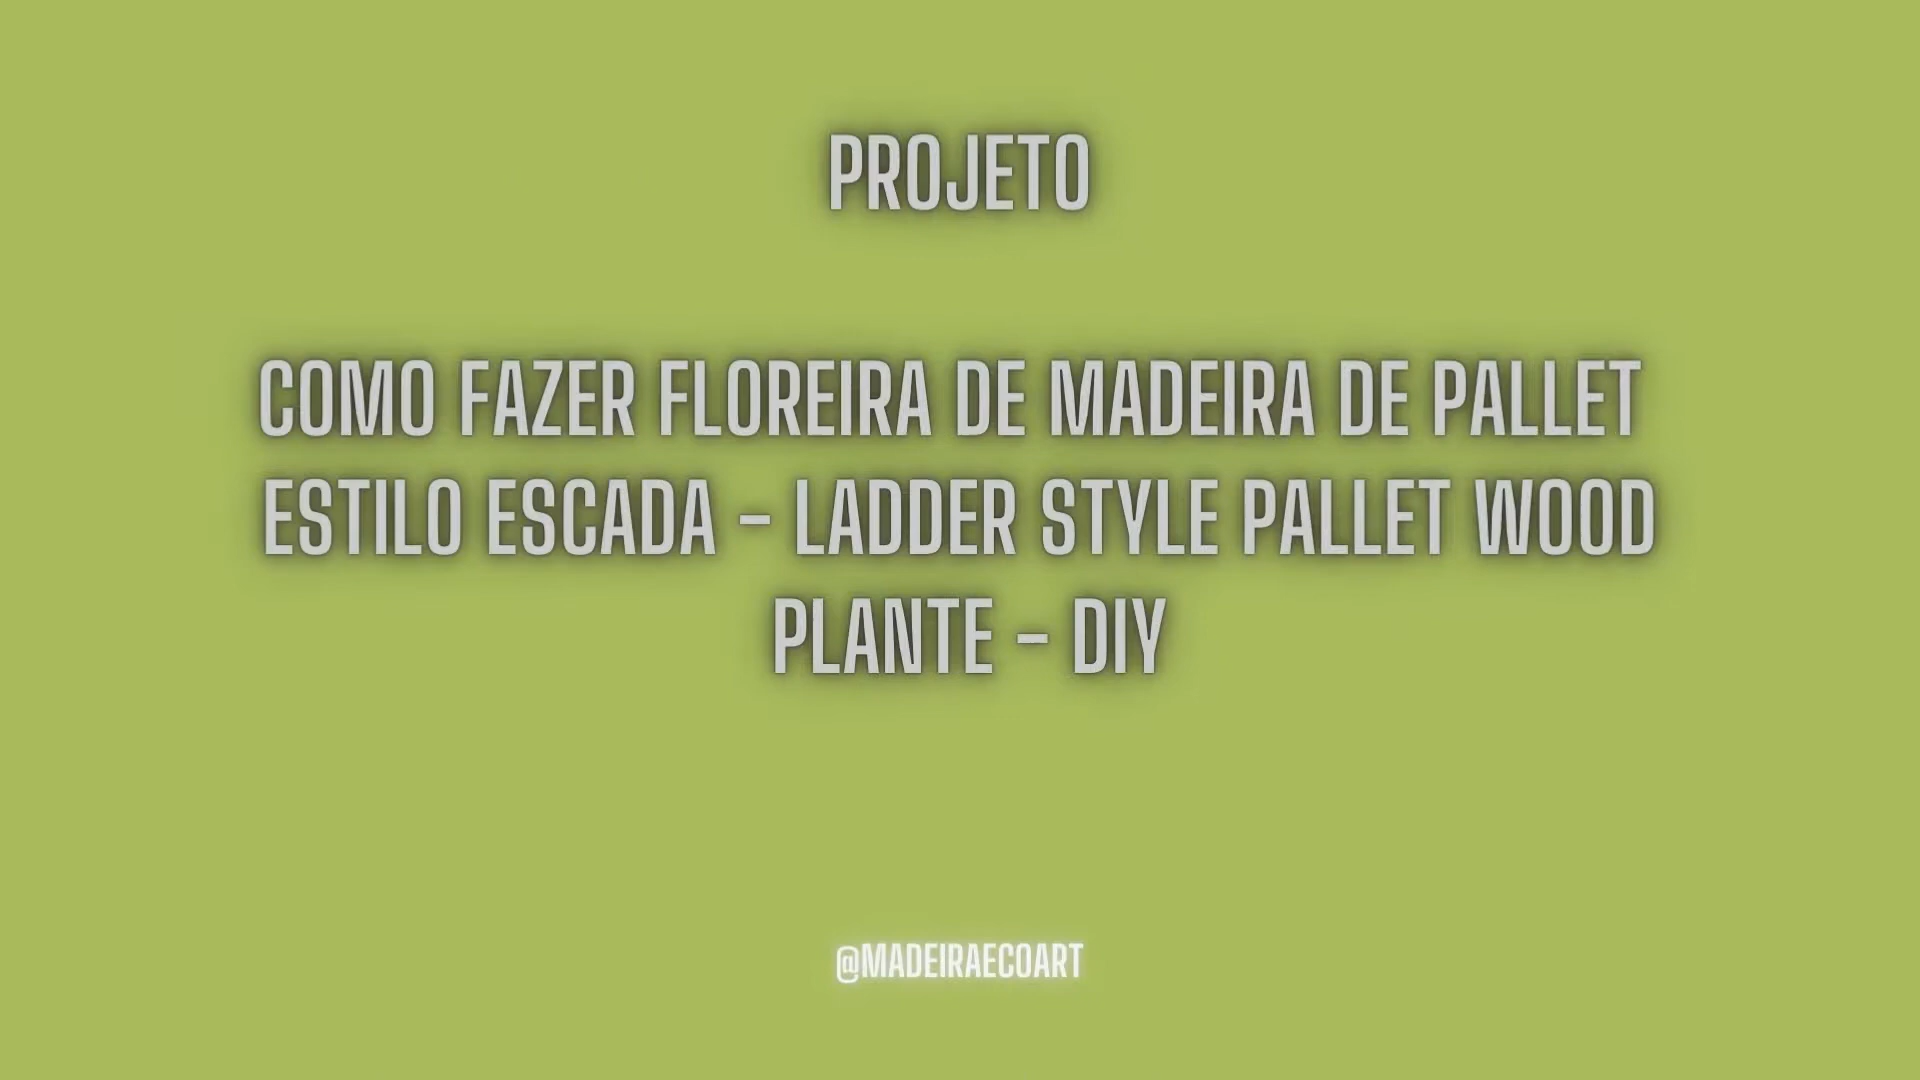 PROJETO
COMO FAZER FLOREIRA DE MADEIRA DE PALLET
ESTILO ESCADA - LADDER STYLE PALLET WOOD
PLANTE - DIY
@MADEIRAECOART